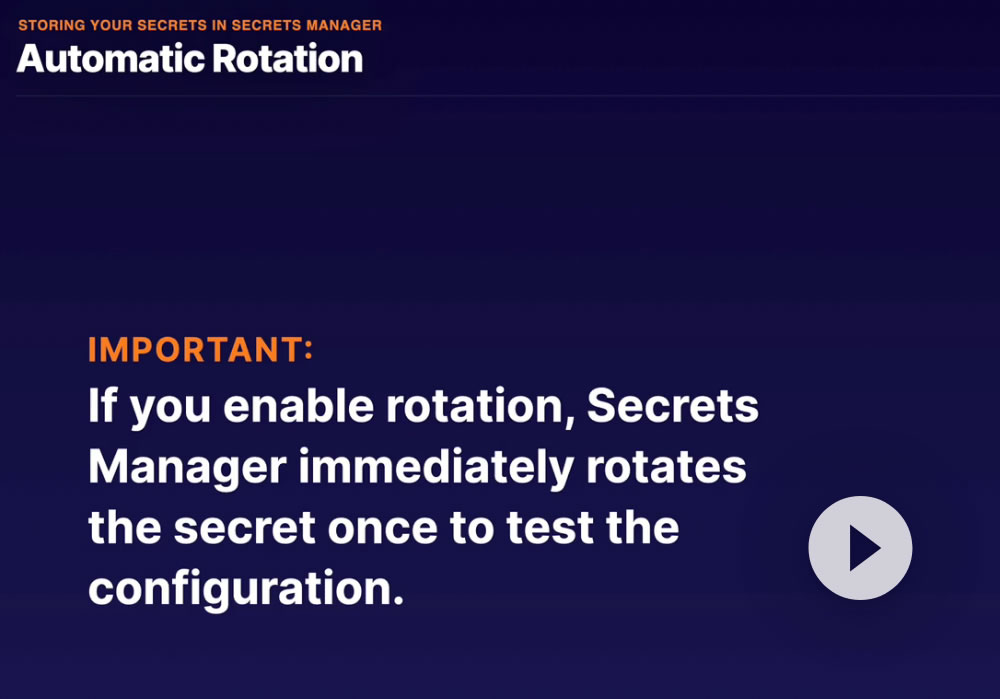 STORING YOUR SECRETS IN SECRETS MANAGER
Automatic Rotation
IMPORTANT:
If you enable rotation, Secrets
Manager immediately rotates
the secret once to test the
configuration.